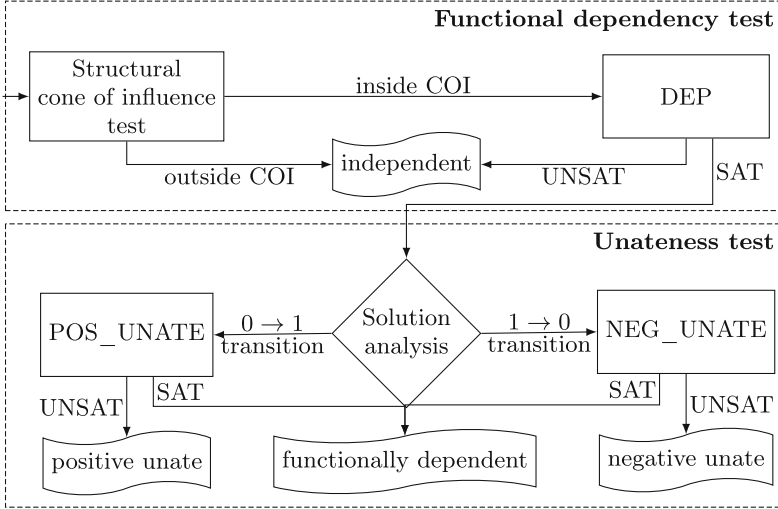 Functional dependency test
Structural
cone of influence
test
inside COI
DEP
outside COI
independent
UNSAT
SAT
Unateness test
POS_UNATE
0 → 1
transition
Solution
analysis
1 → 0
transition
NEG_UNATE
UNSAT
SAT
SAT
UNSAT
positive unate
functionally dependent
negative unate